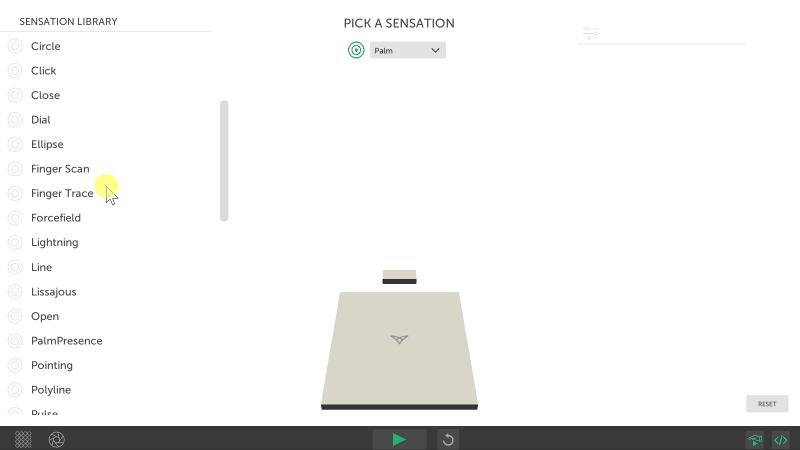 SENSATION LIBRARY
Circle
Click
Close
Dial
Ellipse
Finger Scan
Finger Trace
Forcefield
Lightning
Line
Lissajous
Open
PalmPresence
Pointing
Polyline
Pulse
PICK A SENSATION
Palm
RESET